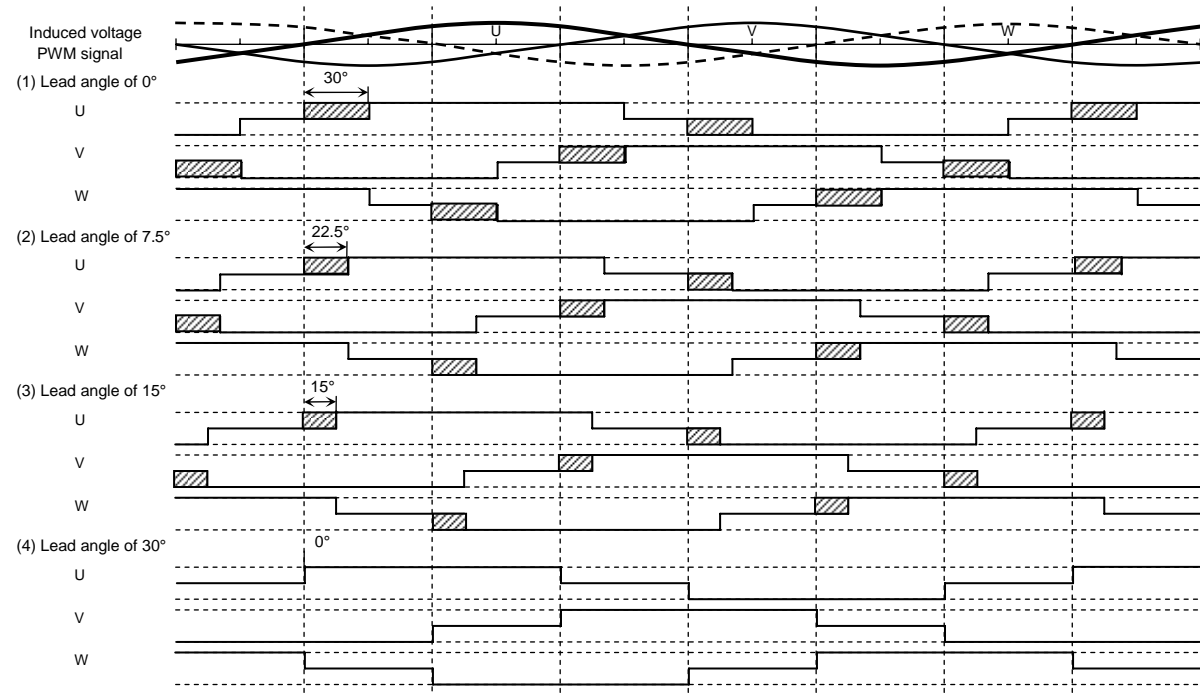 Induced voltage
U
V
W
PWM signal
(1) Lead angle of 0°
30°
U
V
W
(2) Lead angle of 7.5°
22.5°
U
V
W
(3) Lead angle of 15°
15°
U
V
W
(4) Lead angle of 30°
0°
U
V
W